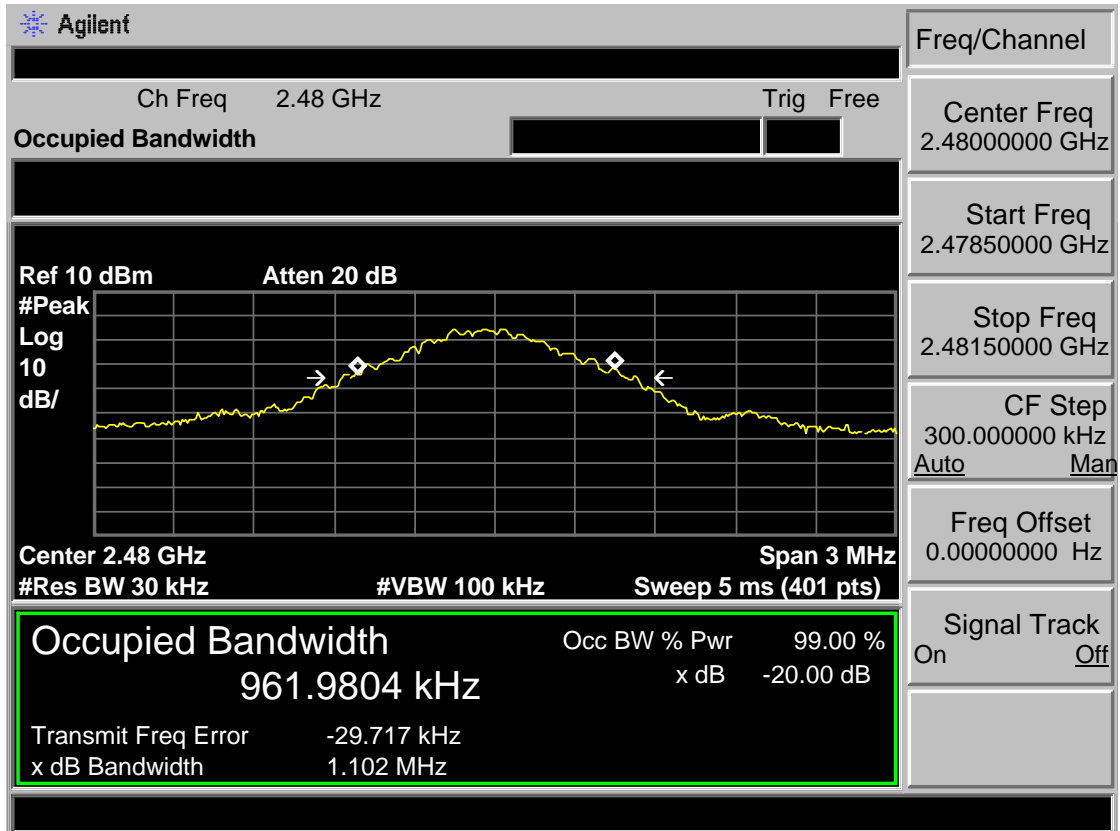 Agilent
Freq/Channel
Ch Freq 2.48 GHz Trig Free
Occupied Bandwidth
Center Freq
2.48000000 GHz
Start Freq
2.47850000 GHz
Stop Freq
2.48150000 GHz
CF Step
300.000000 kHz
Auto Man
Freq Offset
0.00000000 Hz
Signal Track
On Off
Ref 10 dBm Atten 20 dB
#Peak
Log
10
dB/
Center 2.48 GHz Span 3 MHz
#Res BW 30 kHz #VBW 100 kHz Sweep 5 ms (401 pts)
Occupied Bandwidth Occ BW % Pwr 99.00 %
961.9804 kHz x dB -20.00 dB
Transmit Freq Error -29.717 kHz
x dB Bandwidth 1.102 MHz